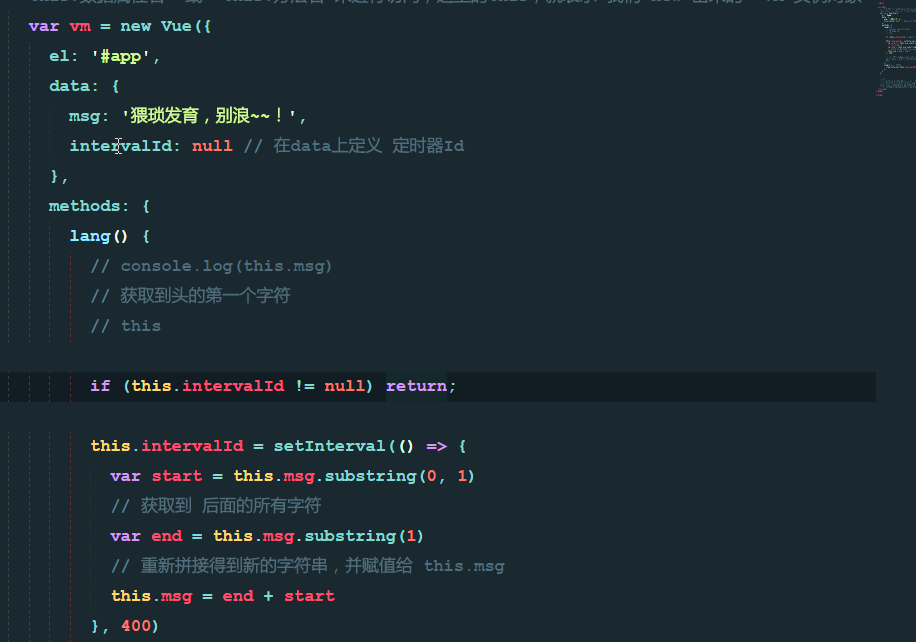 var vm = new Vue({
el: '#app',
data: {
msg: '猥琐发育，别浪~~！',
intervalId: null // 在data上定义 定时器Id
},
methods: {
lang() {
// console.log(this.msg)
// 获取到头的第一个字符
// this
if (this.intervalId != null) return;
this.intervalId = setInterval(() => {
var start = this.msg.substring(0, 1)
// 获取到 后面的所有字符
var end = this.msg.substring(1)
// 重新拼接得到新的字符串，并赋值给 this.msg
this.msg = end + start
}, 400)